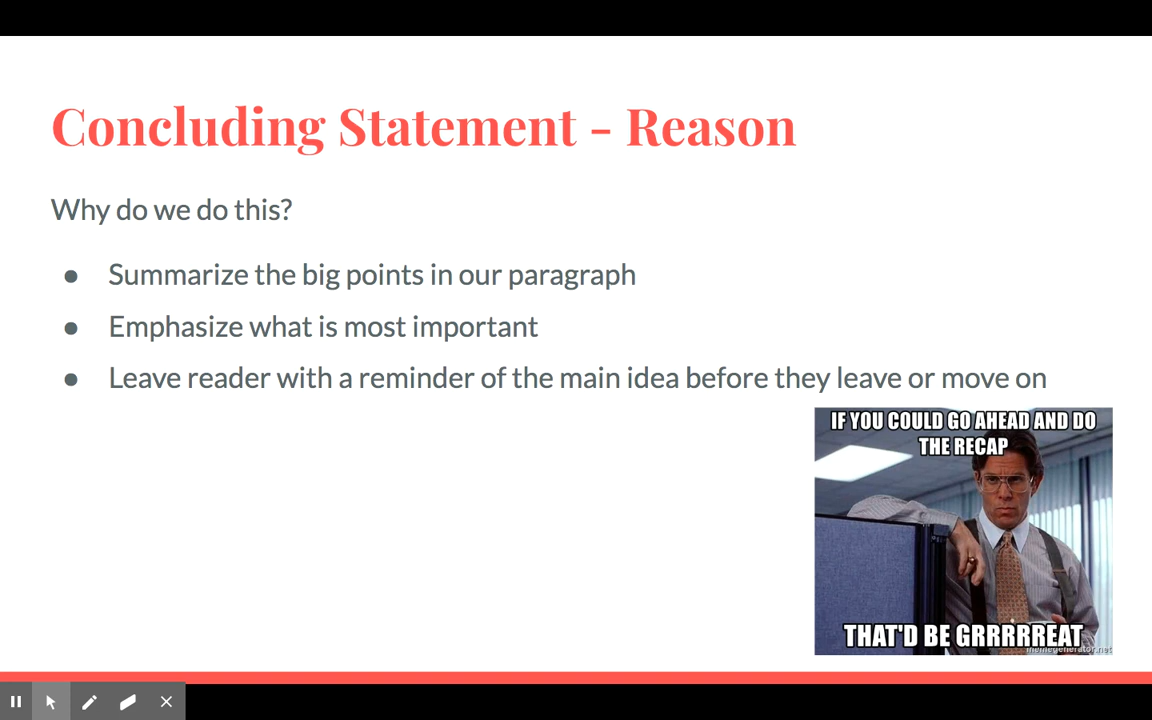 Concluding Statement - Reason
Why do we do this?
● Summarize the big points in our paragraph
● Emphasize what is most important
● Leave reader with a reminder of the main idea before they leave or move on
IF YOU COULD GO AHEAD AND DO
THE RECAP
THAT'D BE GRRRRREAT
memegenerator.net